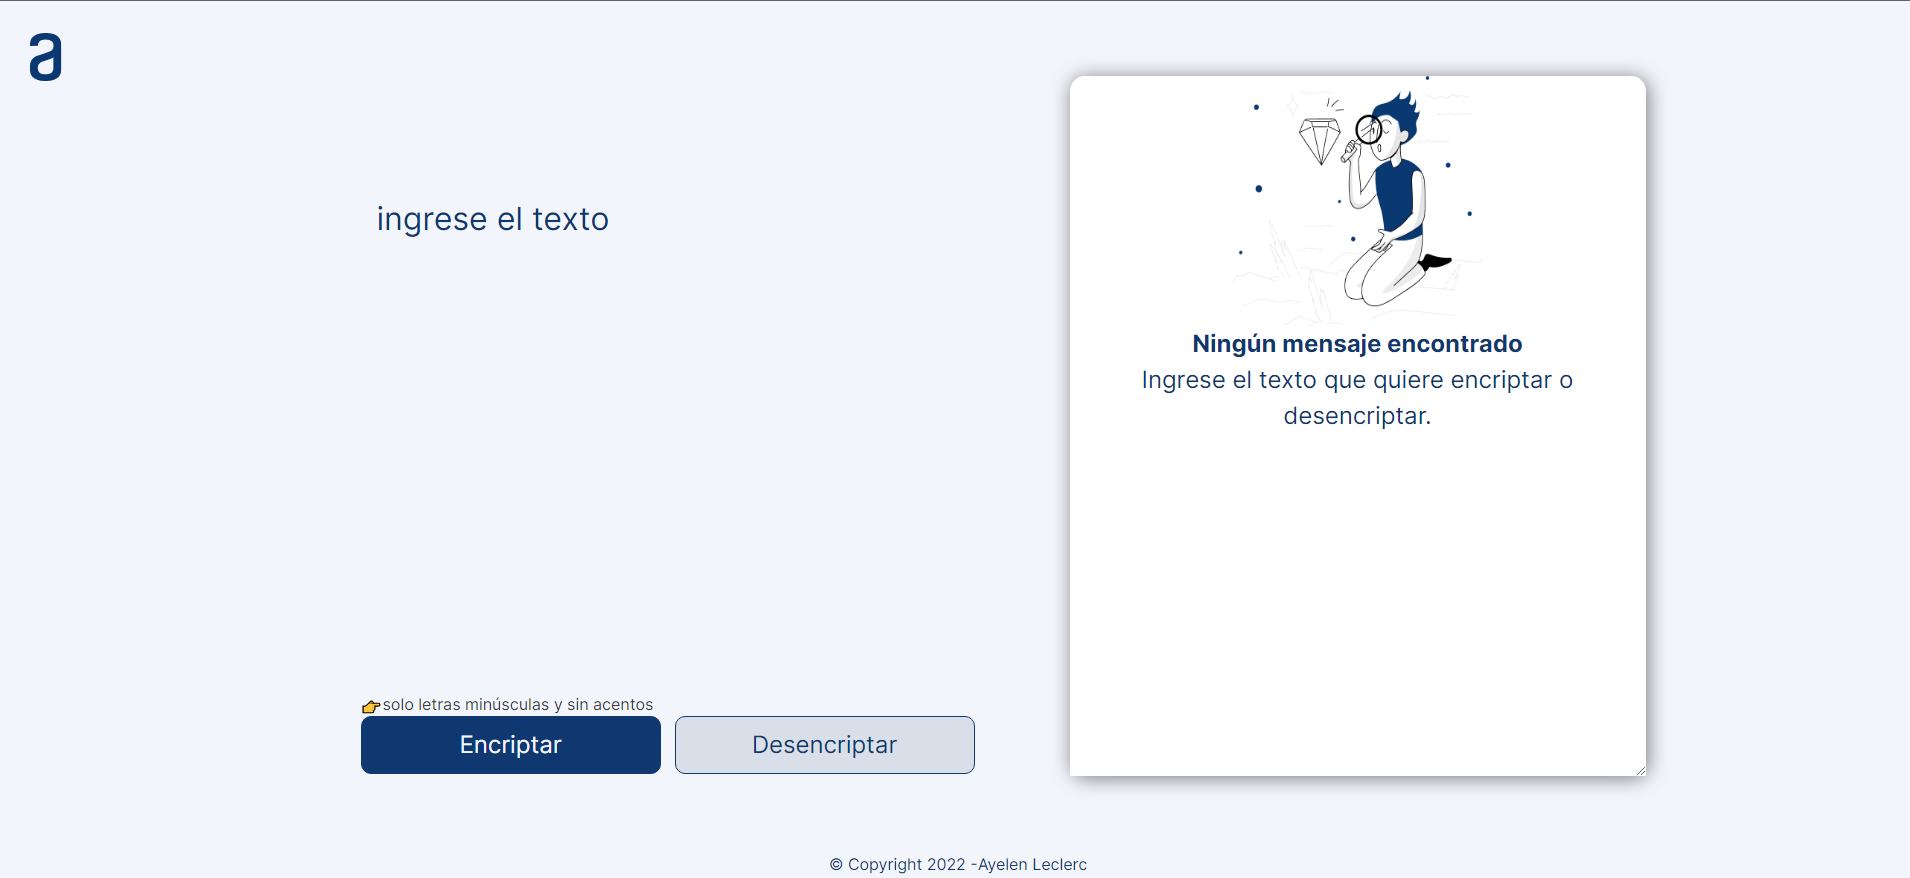 a
ingrese el texto
Ningún mensaje encontrado
Ingrese el texto que quiere encriptar o
desencriptar.
👉solo letras minúsculas y sin acentos
Encriptar
Desencriptar
© Copyright 2022 -Ayelen Leclerc